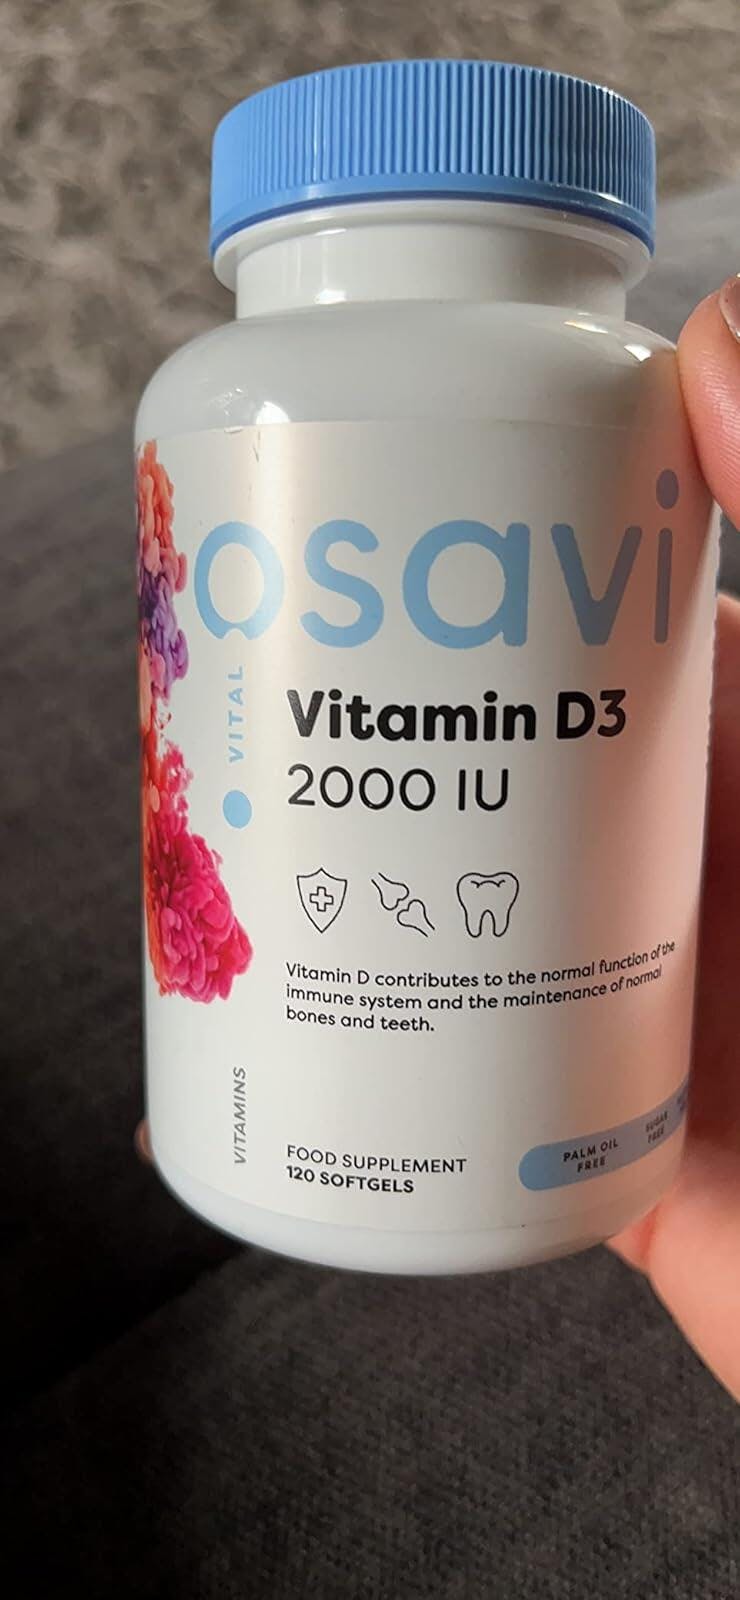 osavi
VITAL
Vitamin D3
2000 IU
Vitamin D contributes to the normal function of the
immune system and the maintenance of normal
bones and teeth.
VITAMINS
FOOD SUPPLEMENT
120 SOFTGELS
PALM OIL
FREE
SUGAR
FREE